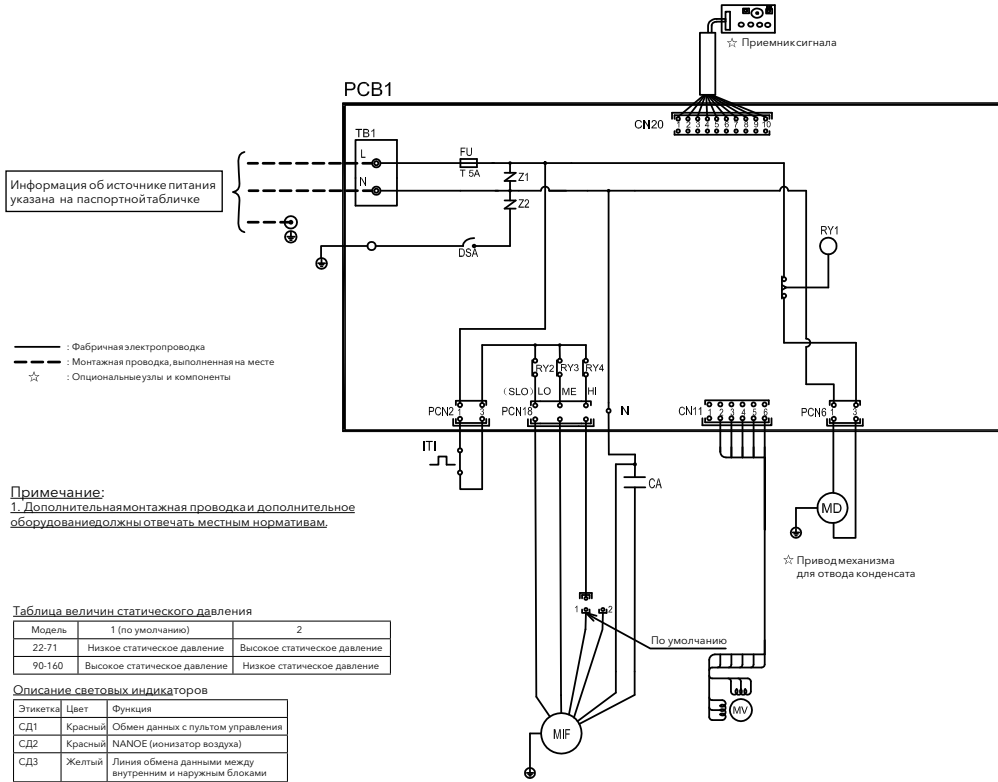 ☆ Приемник сигнала
PCB1
CN20
1 2 3 4 5 6 7 8 9 10
TB1
L
N
FU
T 5A
Z1
Z2
DSA
RY1
Информация об источнике питания
указана на паспортной табличке
: Фабричная электропроводка
: Монтажная проводка, выполненная на месте
☆ : Опциональные узлы и компоненты
RY2 RY3 RY4
(SLO) LO ME HI
PCN2 1 3
PCN18
N
CN11 1 2 3 4 5 6
PCN6 1 3
ITI
CA
MD
☆ Привод механизма
для отвода конденсата
Примечание:
1. Дополнительная монтажная проводка и дополнительное
оборудование должны отвечать местным нормативам.
1 2
По умолчанию
MIF
MV
Таблица величин статического давления
Модель 1 (по умолчанию) 2
22-71 Низкое статическое давление Высокое статическое давление
90-160 Высокое статическое давление Низкое статическое давление
Описание световых индикаторов
Этикетка Цвет Функция
СД1 Красный Обмен данных с пультом управления
СД2 Красный NANOE (ионизатор воздуха)
СД3 Желтый Линия обмена данными между
внутренним и наружным блоками